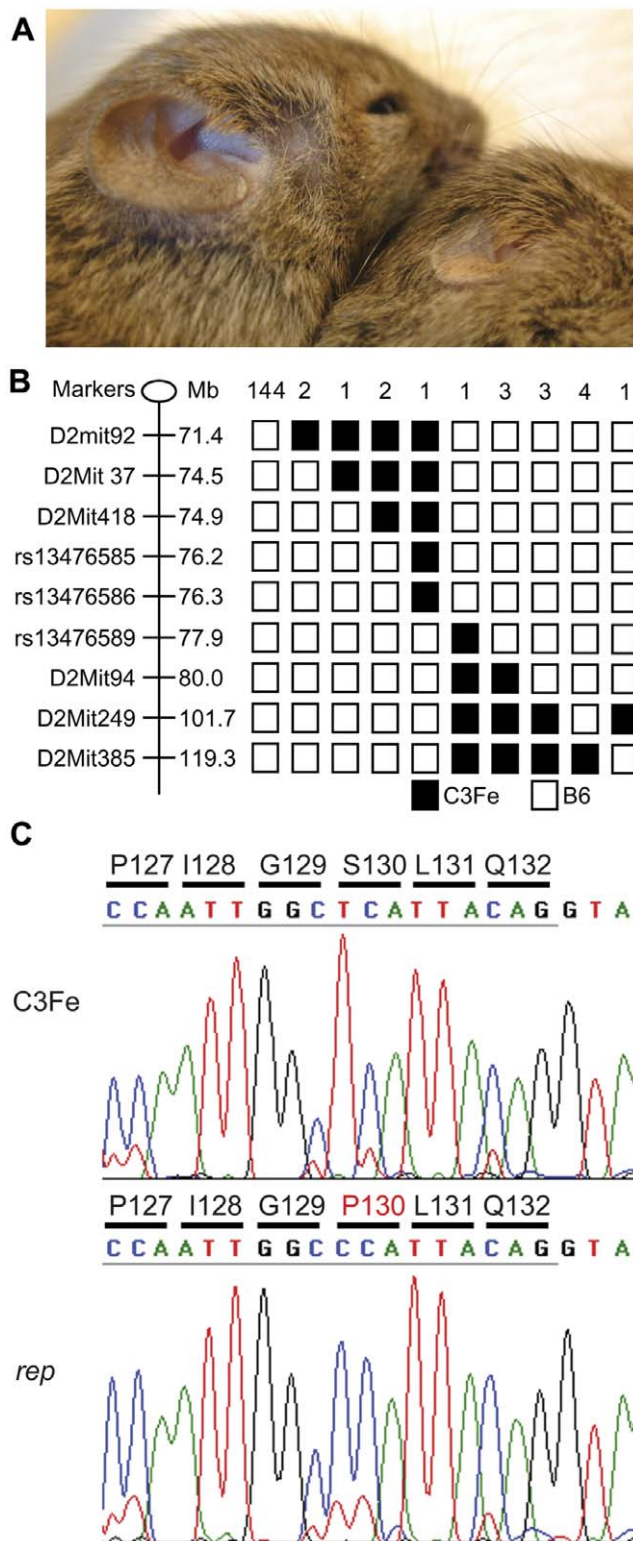 A
B
Markers Mb 144 2 1 2 1 1 3 3 4 1
D2mit92 71.4
D2Mit 37 74.5
D2Mit418 74.9
rs13476585 76.2
rs13476586 76.3
rs13476589 77.9
D2Mit94 80.0
D2Mit249 101.7
D2Mit385 119.3
C3Fe B6
C
P127 I128 G129 S130 L131 Q132
C C A A T T G G C T C A T T A C A G G T A
C3Fe
P127 I128 G129 P130 L131 Q132
C C A A T T G G C C C A T T A C A G G T A
rep